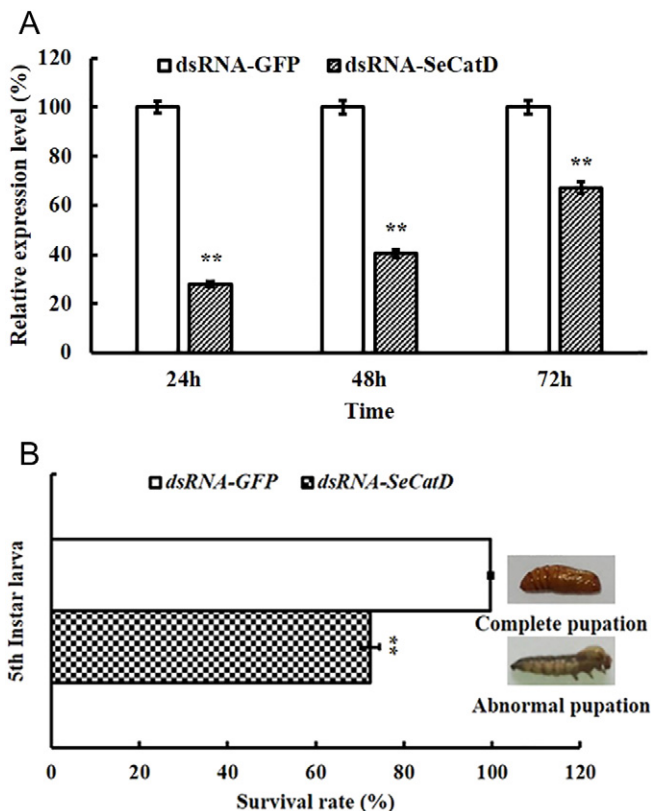 A
dsRNA-GFP dsRNA-SeCatD
Relative expression level (%)
120
100
80
60
40
20
0
**
**
**
24h 48h 72h
Time
B
dsRNA-GFP dsRNA-SeCatD
5th Instar larva
**
Complete pupation
Abnormal pupation
0 20 40 60 80 100 120
Survival rate (%)